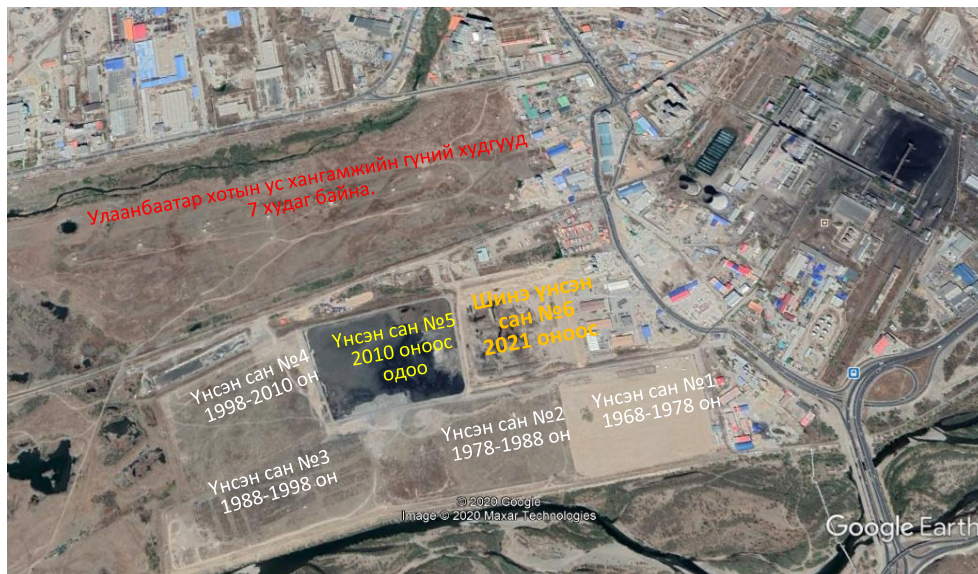 Улаанбаатар хотын ус хангамжийн гүний худгууд
7 худаг байна.
Шинэ үнсэн
сан №6
2021 оноос
Үнсэн сан №5
2010 оноос
одоо
Үнсэн сан №4
1998-2010 он
Үнсэн сан №1
1968-1978 он
Үнсэн сан №2
1978-1988 он
Үнсэн сан №3
1988-1998 он
© 2020 Google
Image © 2020 Maxar Technologies
Google Earth